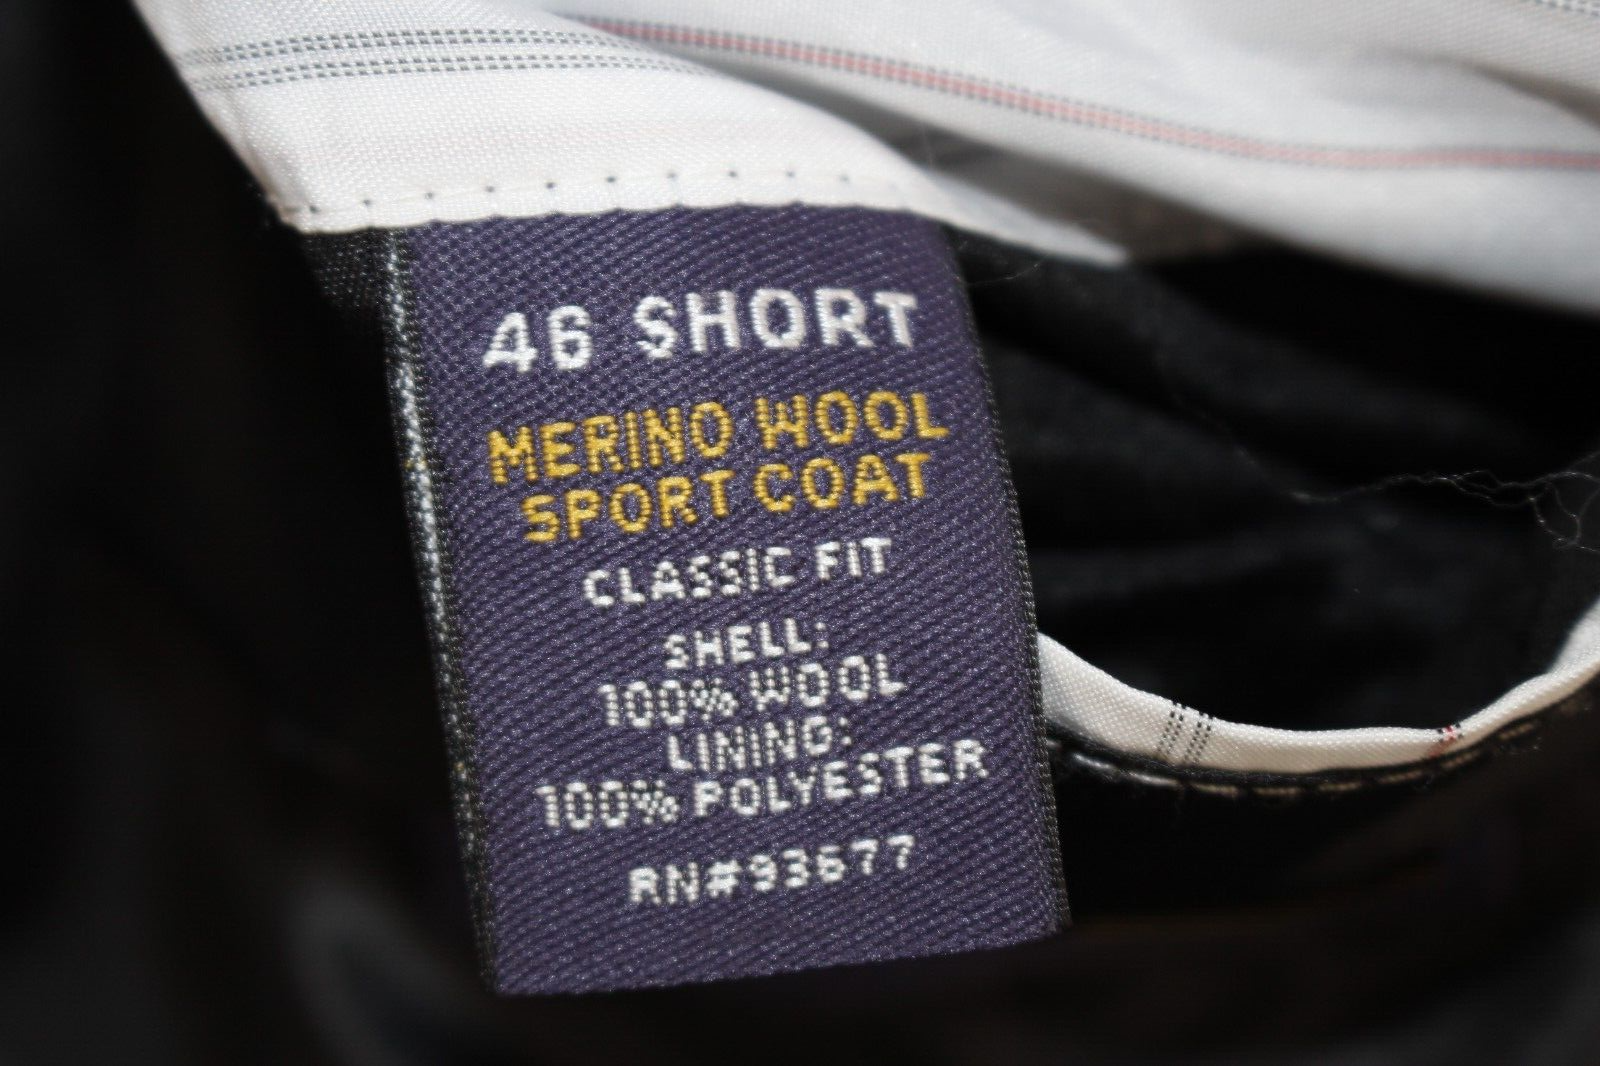 46 SHORT
MERINO WOOL
SPORT COAT
CLASSIC FIT
SHELL:
100% WOOL
LINING:
100% POLYESTER
RN#93677